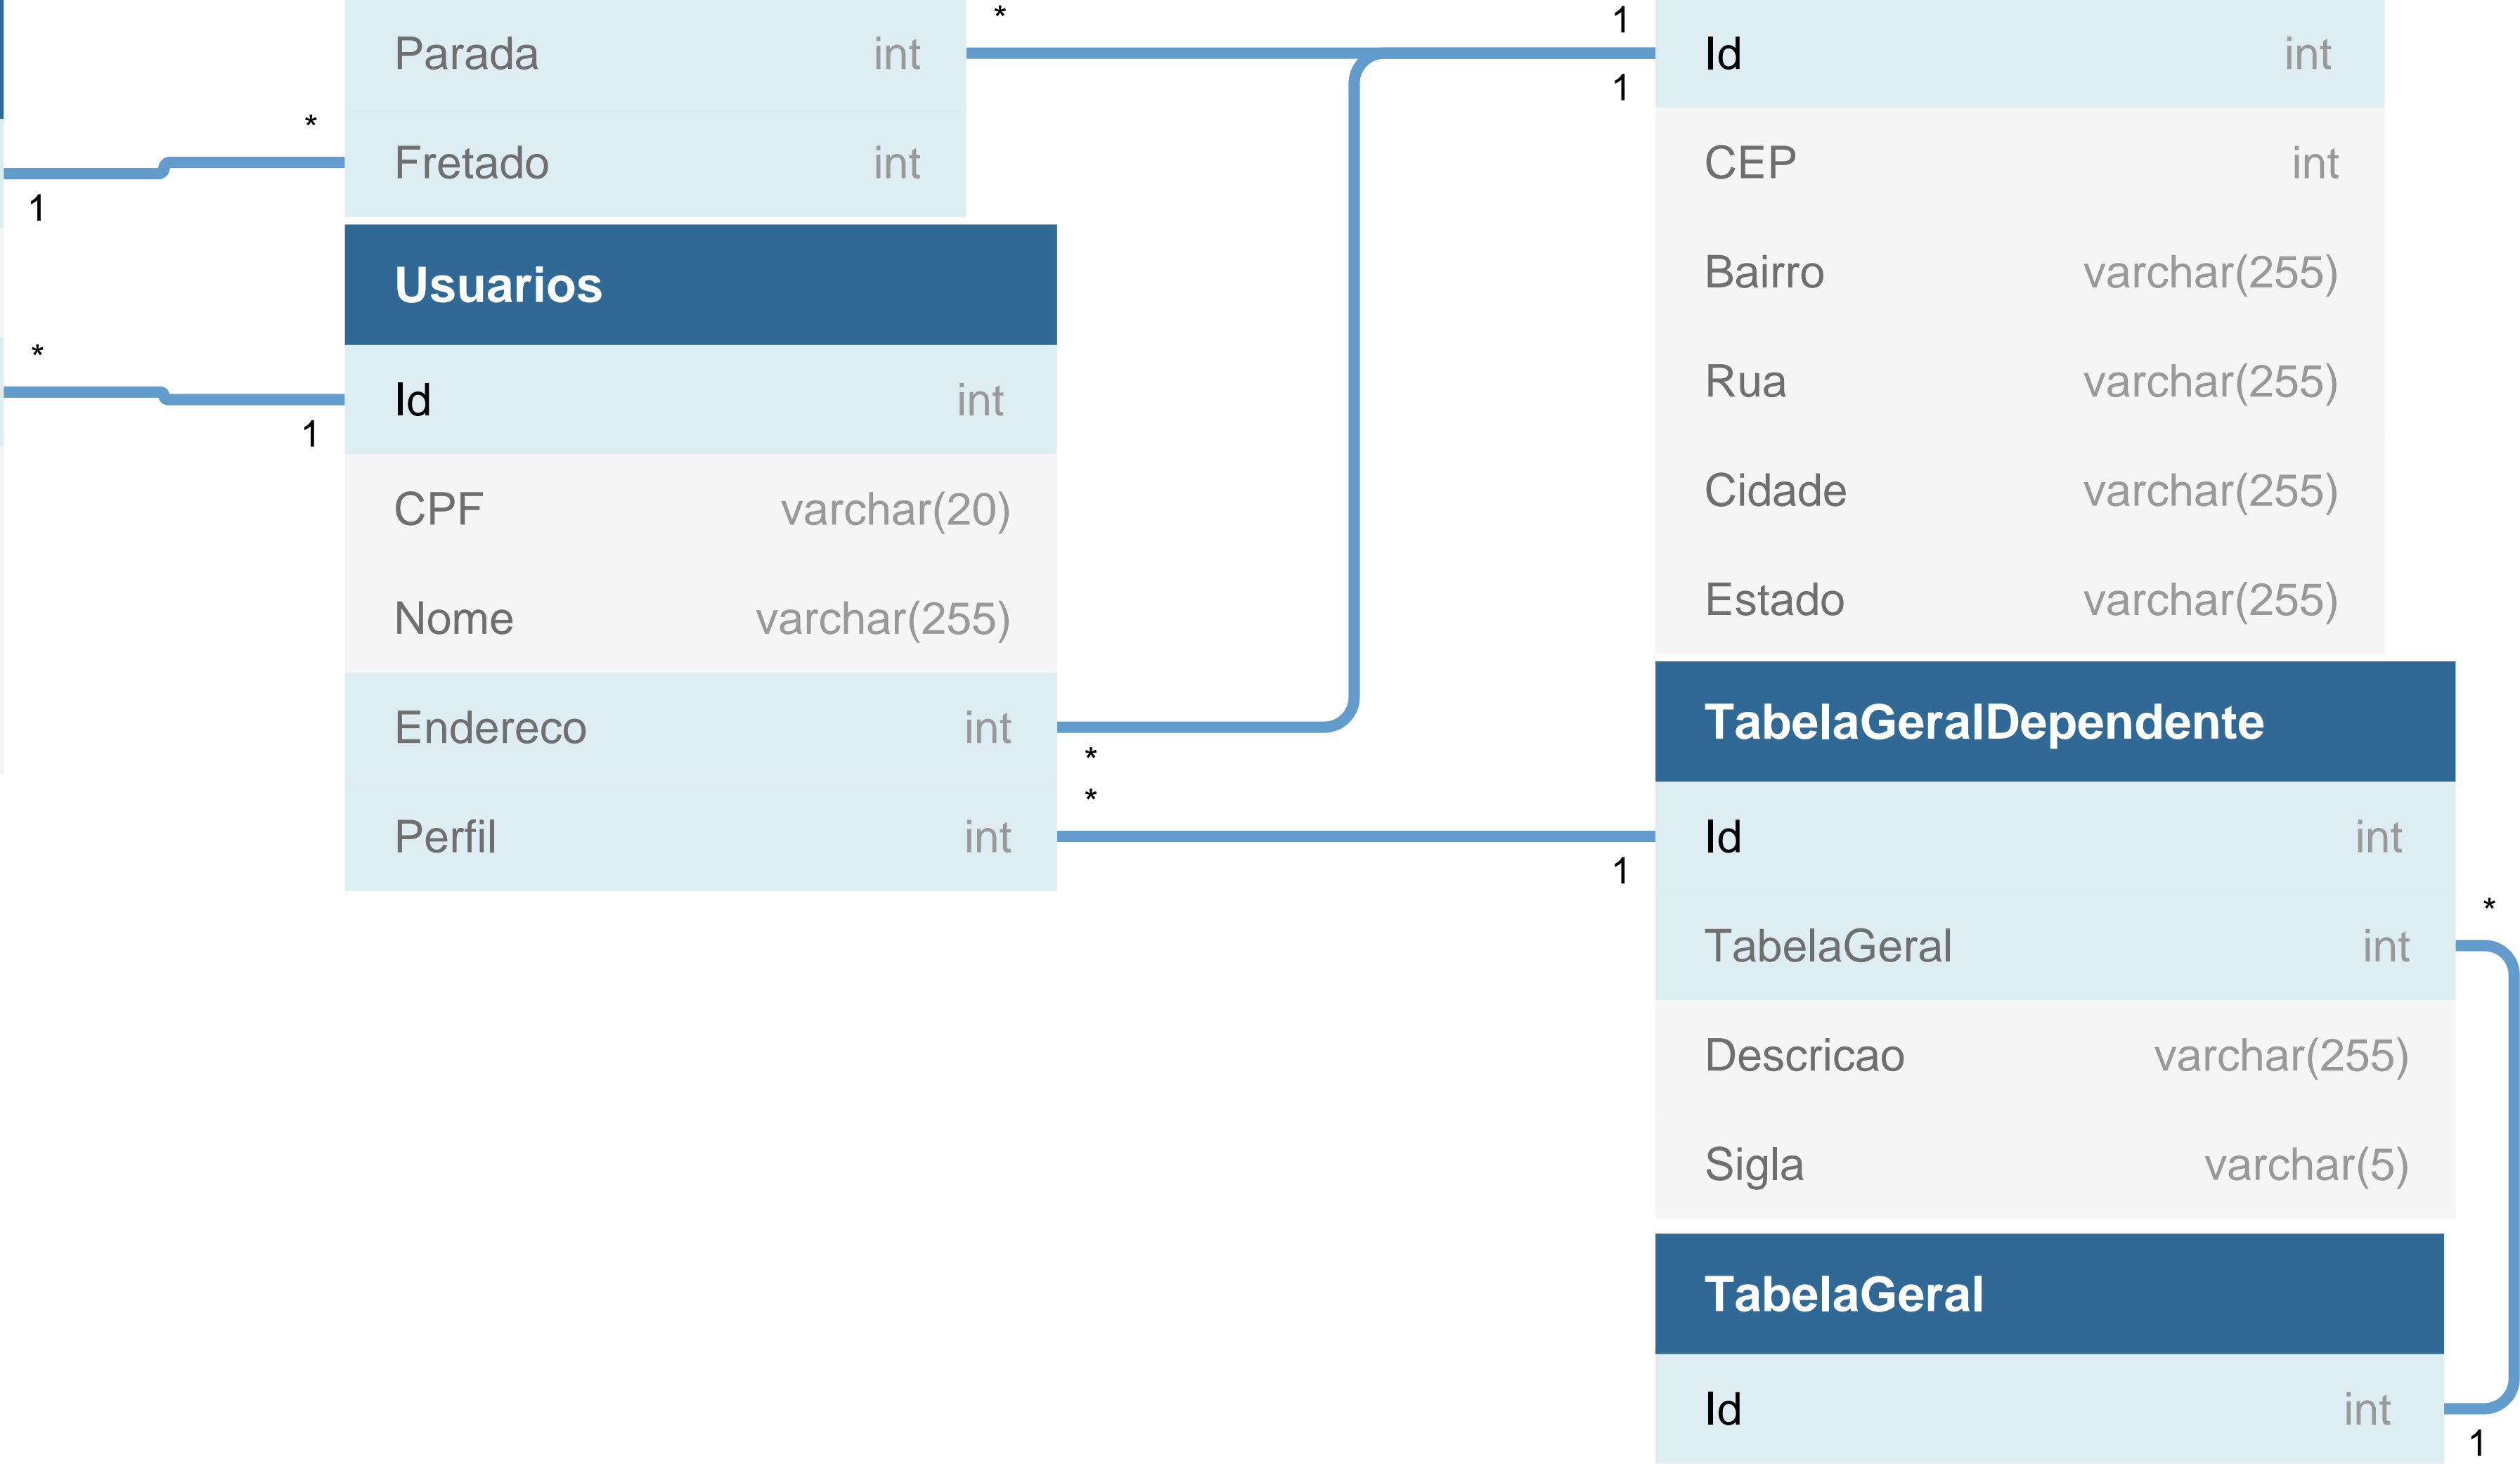 * 1
Parada int
Id int
1
*
Fretado int
CEP int
1
Usuarios
Bairro varchar(255)
*
Id int
Rua varchar(255)
1
CPF varchar(20)
Cidade varchar(255)
Nome varchar(255)
Estado varchar(255)
Endereco int
*
TabelaGeralDependente
*
Perfil int
Id int
1
*
TabelaGeral int
Descricao varchar(255)
Sigla varchar(5)
TabelaGeral
Id int
1